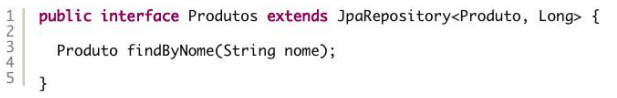 1 public interface Produtos extends JpaRepository<Produto, Long> {
2
3 Produto findByNome(String nome);
4
5 }